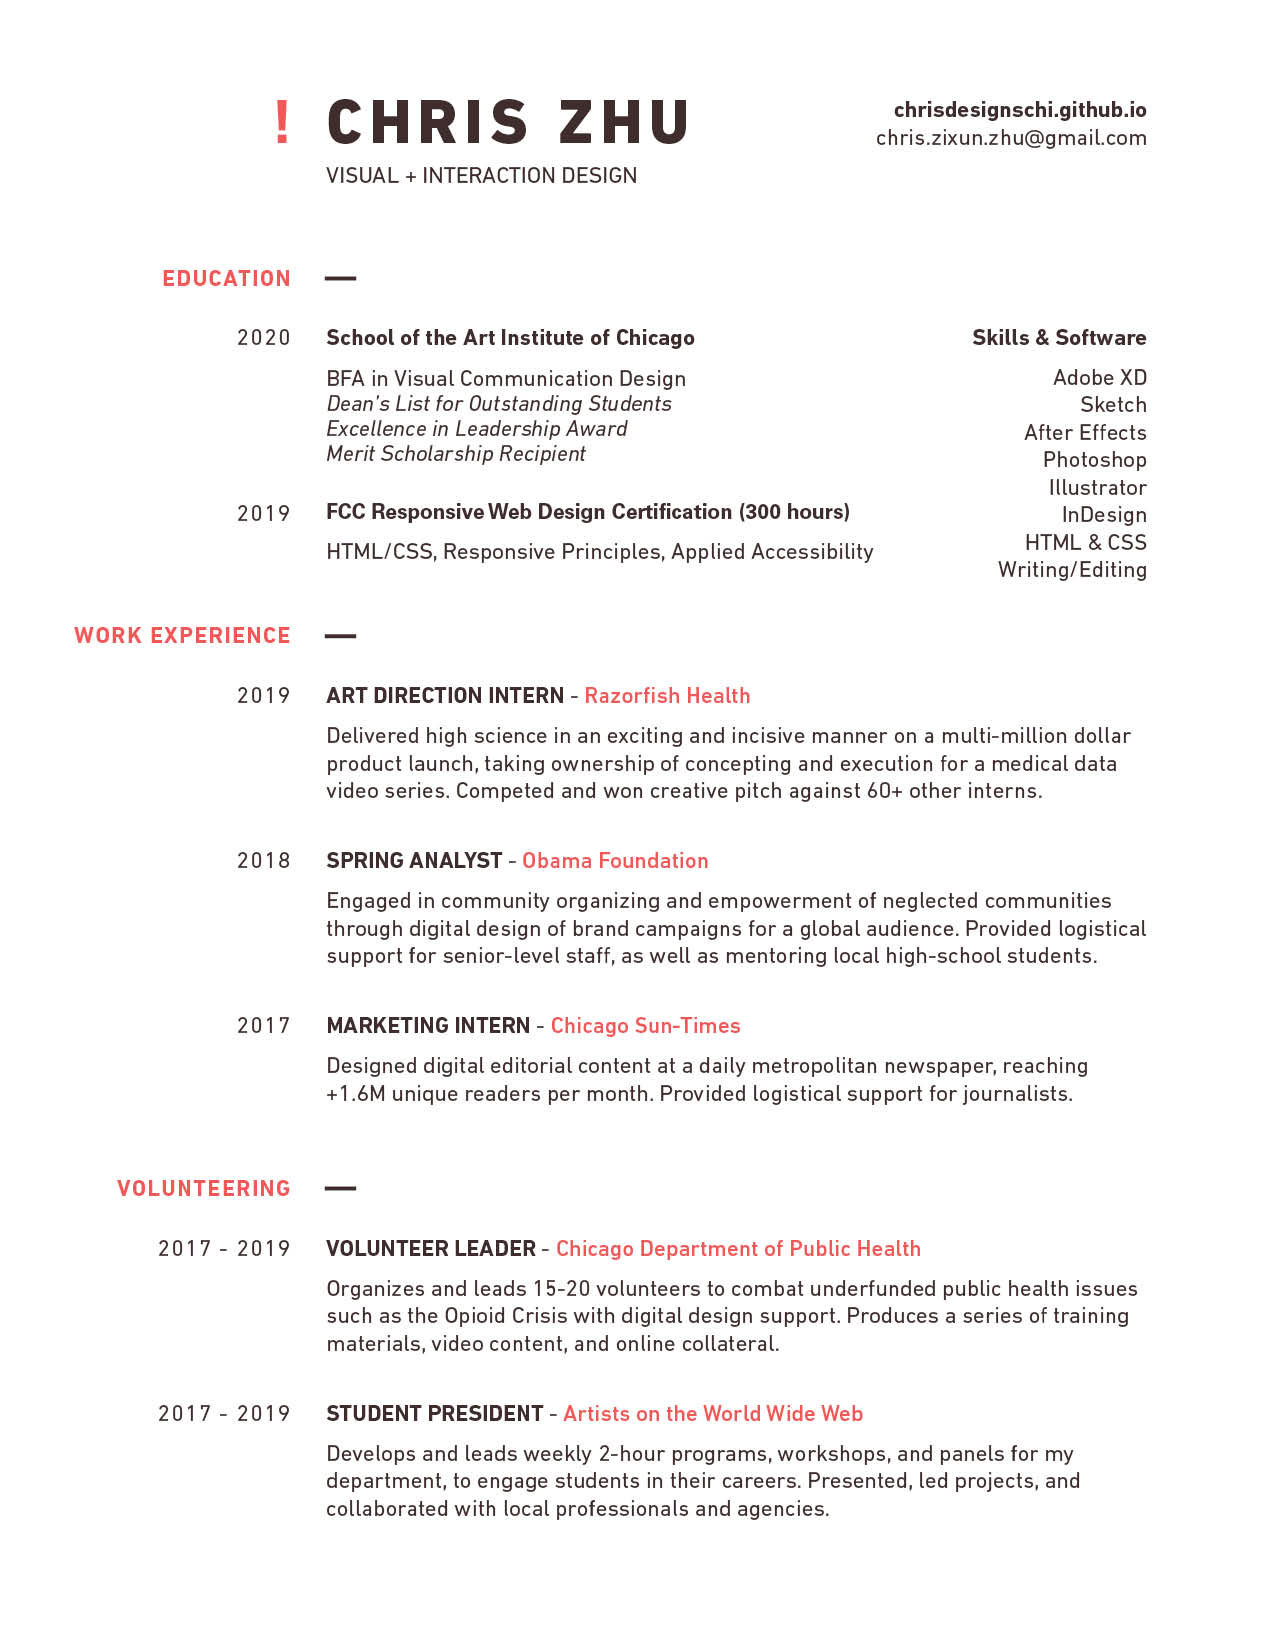 ! CHRIS ZHU
VISUAL + INTERACTION DESIGN
chrisdesignschi.github.io
chris.zixun.zhu@gmail.com
EDUCATION —
2020 School of the Art Institute of Chicago
BFA in Visual Communication Design
Dean's List for Outstanding Students
Excellence in Leadership Award
Merit Scholarship Recipient
2019 FCC Responsive Web Design Certification (300 hours)
HTML/CSS, Responsive Principles, Applied Accessibility
Skills & Software
Adobe XD
Sketch
After Effects
Photoshop
Illustrator
InDesign
HTML & CSS
Writing/Editing
WORK EXPERIENCE —
2019 ART DIRECTION INTERN - Razorfish Health
Delivered high science in an exciting and incisive manner on a multi-million dollar
product launch, taking ownership of concepting and execution for a medical data
video series. Competed and won creative pitch against 60+ other interns.
2018 SPRING ANALYST - Obama Foundation
Engaged in community organizing and empowerment of neglected communities
through digital design of brand campaigns for a global audience. Provided logistical
support for senior-level staff, as well as mentoring local high-school students.
2017 MARKETING INTERN - Chicago Sun-Times
Designed digital editorial content at a daily metropolitan newspaper, reaching
+1.6M unique readers per month. Provided logistical support for journalists.
VOLUNTEERING —
2017 - 2019 VOLUNTEER LEADER - Chicago Department of Public Health
Organizes and leads 15-20 volunteers to combat underfunded public health issues
such as the Opioid Crisis with digital design support. Produces a series of training
materials, video content, and online collateral.
2017 - 2019 STUDENT PRESIDENT - Artists on the World Wide Web
Develops and leads weekly 2-hour programs, workshops, and panels for my
department, to engage students in their careers. Presented, led projects, and
collaborated with local professionals and agencies.